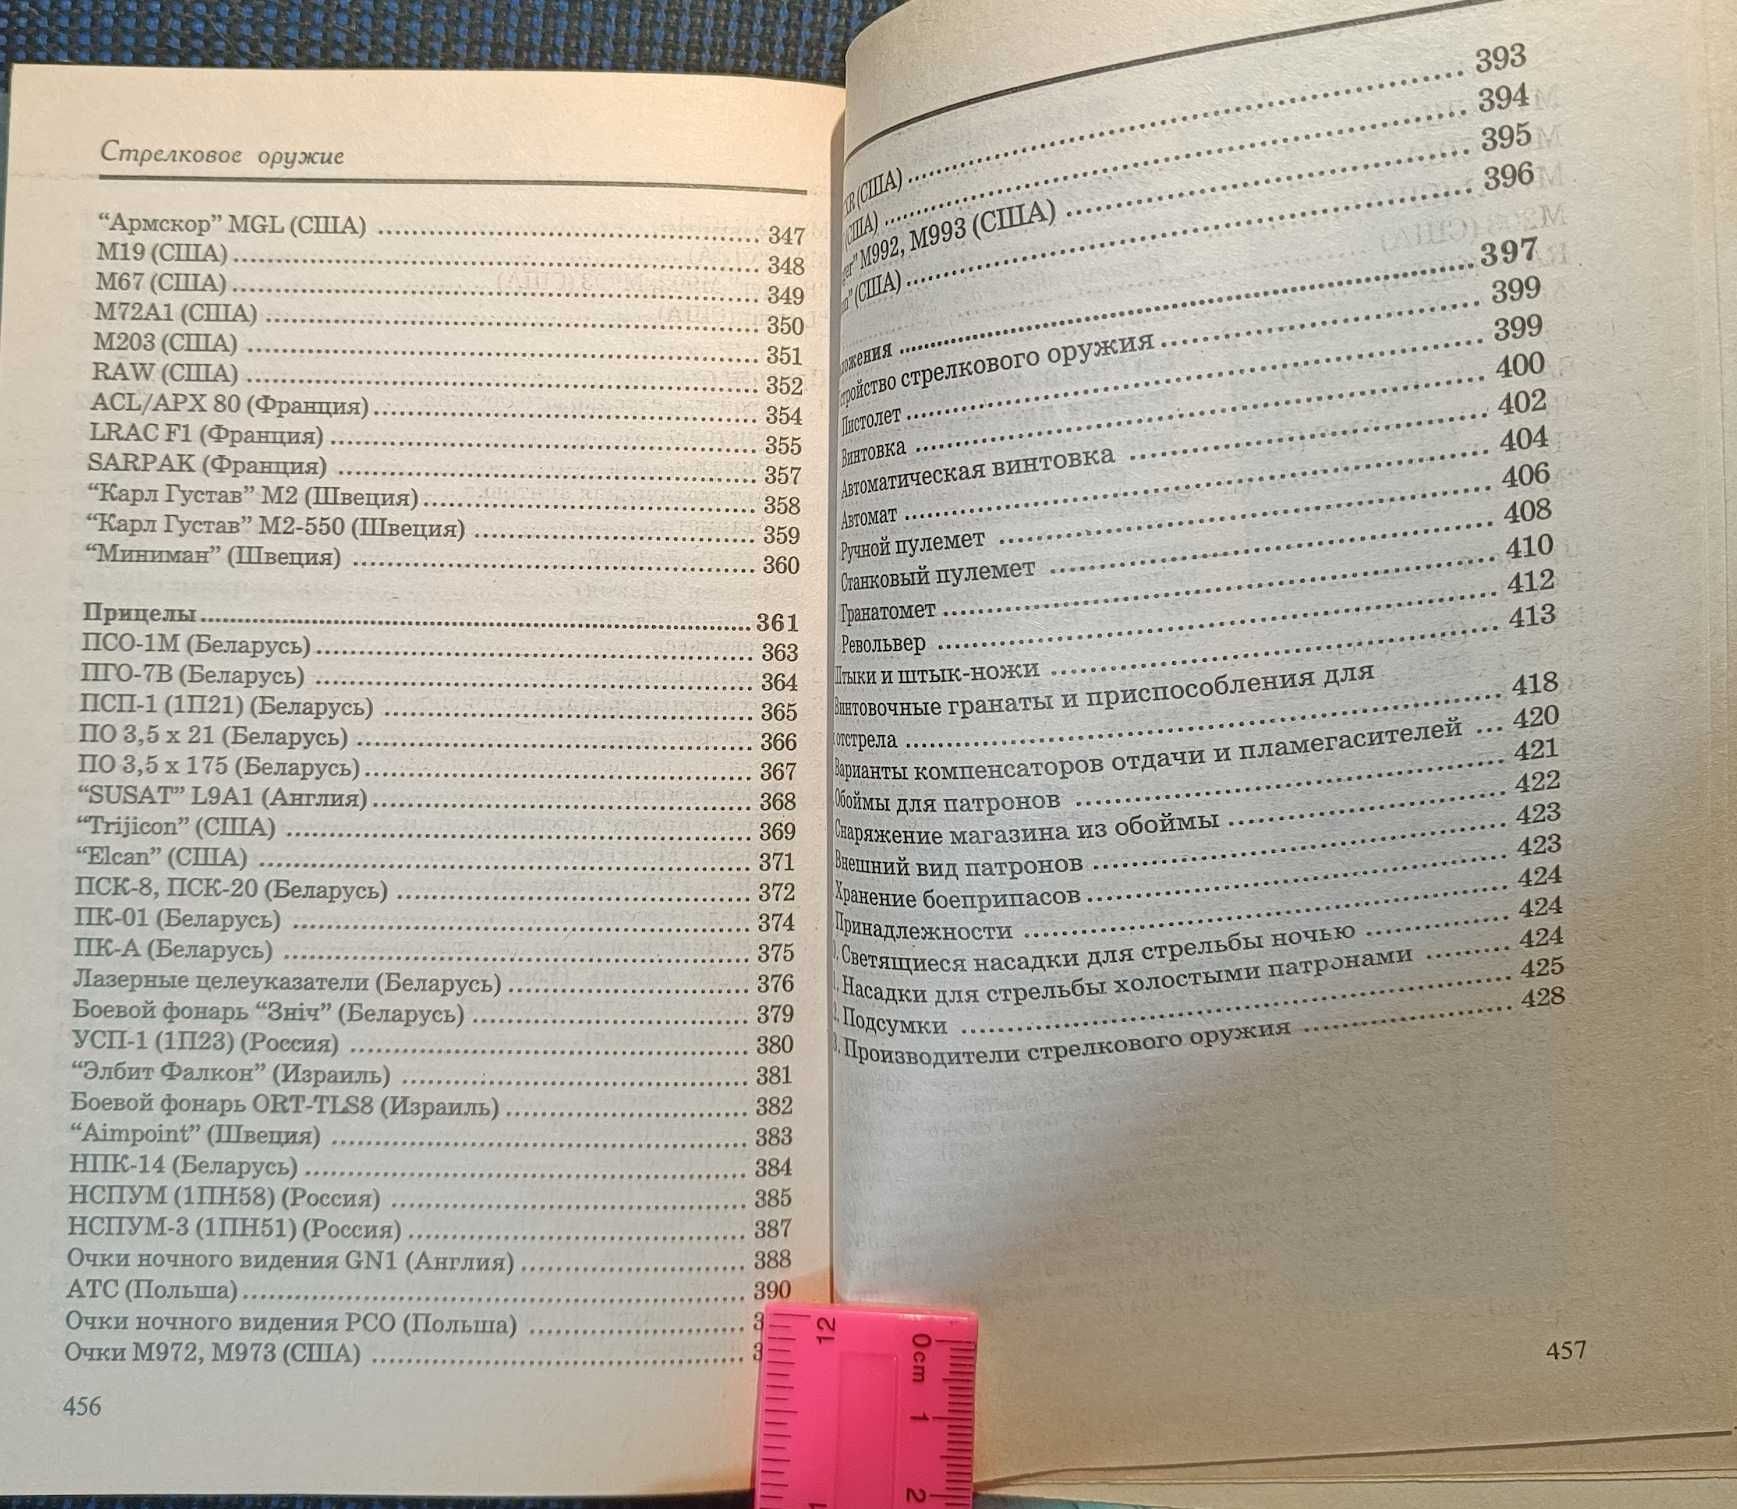 Стрелковое оружие
“Армскор” MGL (США) ........ 347
М19 (США) ........ 348
М67 (США) ........ 349
М72А1 (США) ........ 350
М203 (США) ........ 351
RAW (США) ........ 352
ACL/APX 80 (Франция) ........ 354
LRAC F1 (Франция) ........ 355
SARPAK (Франция) ........ 357
“Карл Густав” М2 (Швеция) ........ 358
“Карл Густав” М2-550 (Швеция) ........ 359
“Миниман” (Швеция) ........ 360
Прицелы ........ 361
ПСО-1М (Беларусь) ........ 363
ПГО-7В (Беларусь) ........ 364
ПСП-1 (1П21) (Беларусь) ........ 365
ПО 3,5 х 21 (Беларусь) ........ 366
ПО 3,5 х 175 (Беларусь) ........ 367
“SUSAT” L9A1 (Англия) ........ 368
“Trijicon” (США) ........ 369
“Elcan” (США) ........ 371
ПСК-8, ПСК-20 (Беларусь) ........ 372
ПК-01 (Беларусь) ........ 374
ПК-А (Беларусь) ........ 375
Лазерные целеуказатели (Беларусь) ........ 376
Боевой фонарь “Зніч” (Беларусь) ........ 379
УСП-1 (1П23) (Россия) ........ 380
“Элбит Фалкон” (Израиль) ........ 381
Боевой фонарь ORT-TLS8 (Израиль) ........ 382
“Aimpoint” (Швеция) ........ 383
НПК-14 (Беларусь) ........ 384
НСПУМ (1ПН58) (Россия) ........ 385
НСПУМ-3 (1ПН51) (Россия) ........ 387
Очки ночного видения GN1 (Англия) ........ 388
АТС (Польша) ........ 390
Очки ночного видения PCO (Польша) ........ 3
Очки М972, М973 (США) ........ 3
456
(США) ........ 393
(США) ........ 394
М992, М993 (США) ........ 395
(США) ........ 396
........ 397
стрелкового оружия ........ 399
Пистолет ........ 399
Винтовка ........ 400
Автоматическая винтовка ........ 402
Автомат ........ 404
Ручной пулемет ........ 406
Станковый пулемет ........ 408
Гранатомет ........ 410
Револьвер ........ 412
Штыки и штык-ножи ........ 413
Винтовочные гранаты и приспособления для
отстрела ........ 418
Варианты компенсаторов отдачи и пламегасителей ... 420
Обоймы для патронов ........ 421
Снаряжение магазина из обоймы ........ 422
Внешний вид патронов ........ 423
Хранение боеприпасов ........ 423
Принадлежности ........ 424
. Светящиеся насадки для стрельбы ночью ........ 424
. Насадки для стрельбы холостыми патронами ........ 424
. Подсумки ........ 425
. Производители стрелкового оружия ........ 428
457
12
0cm
1
2